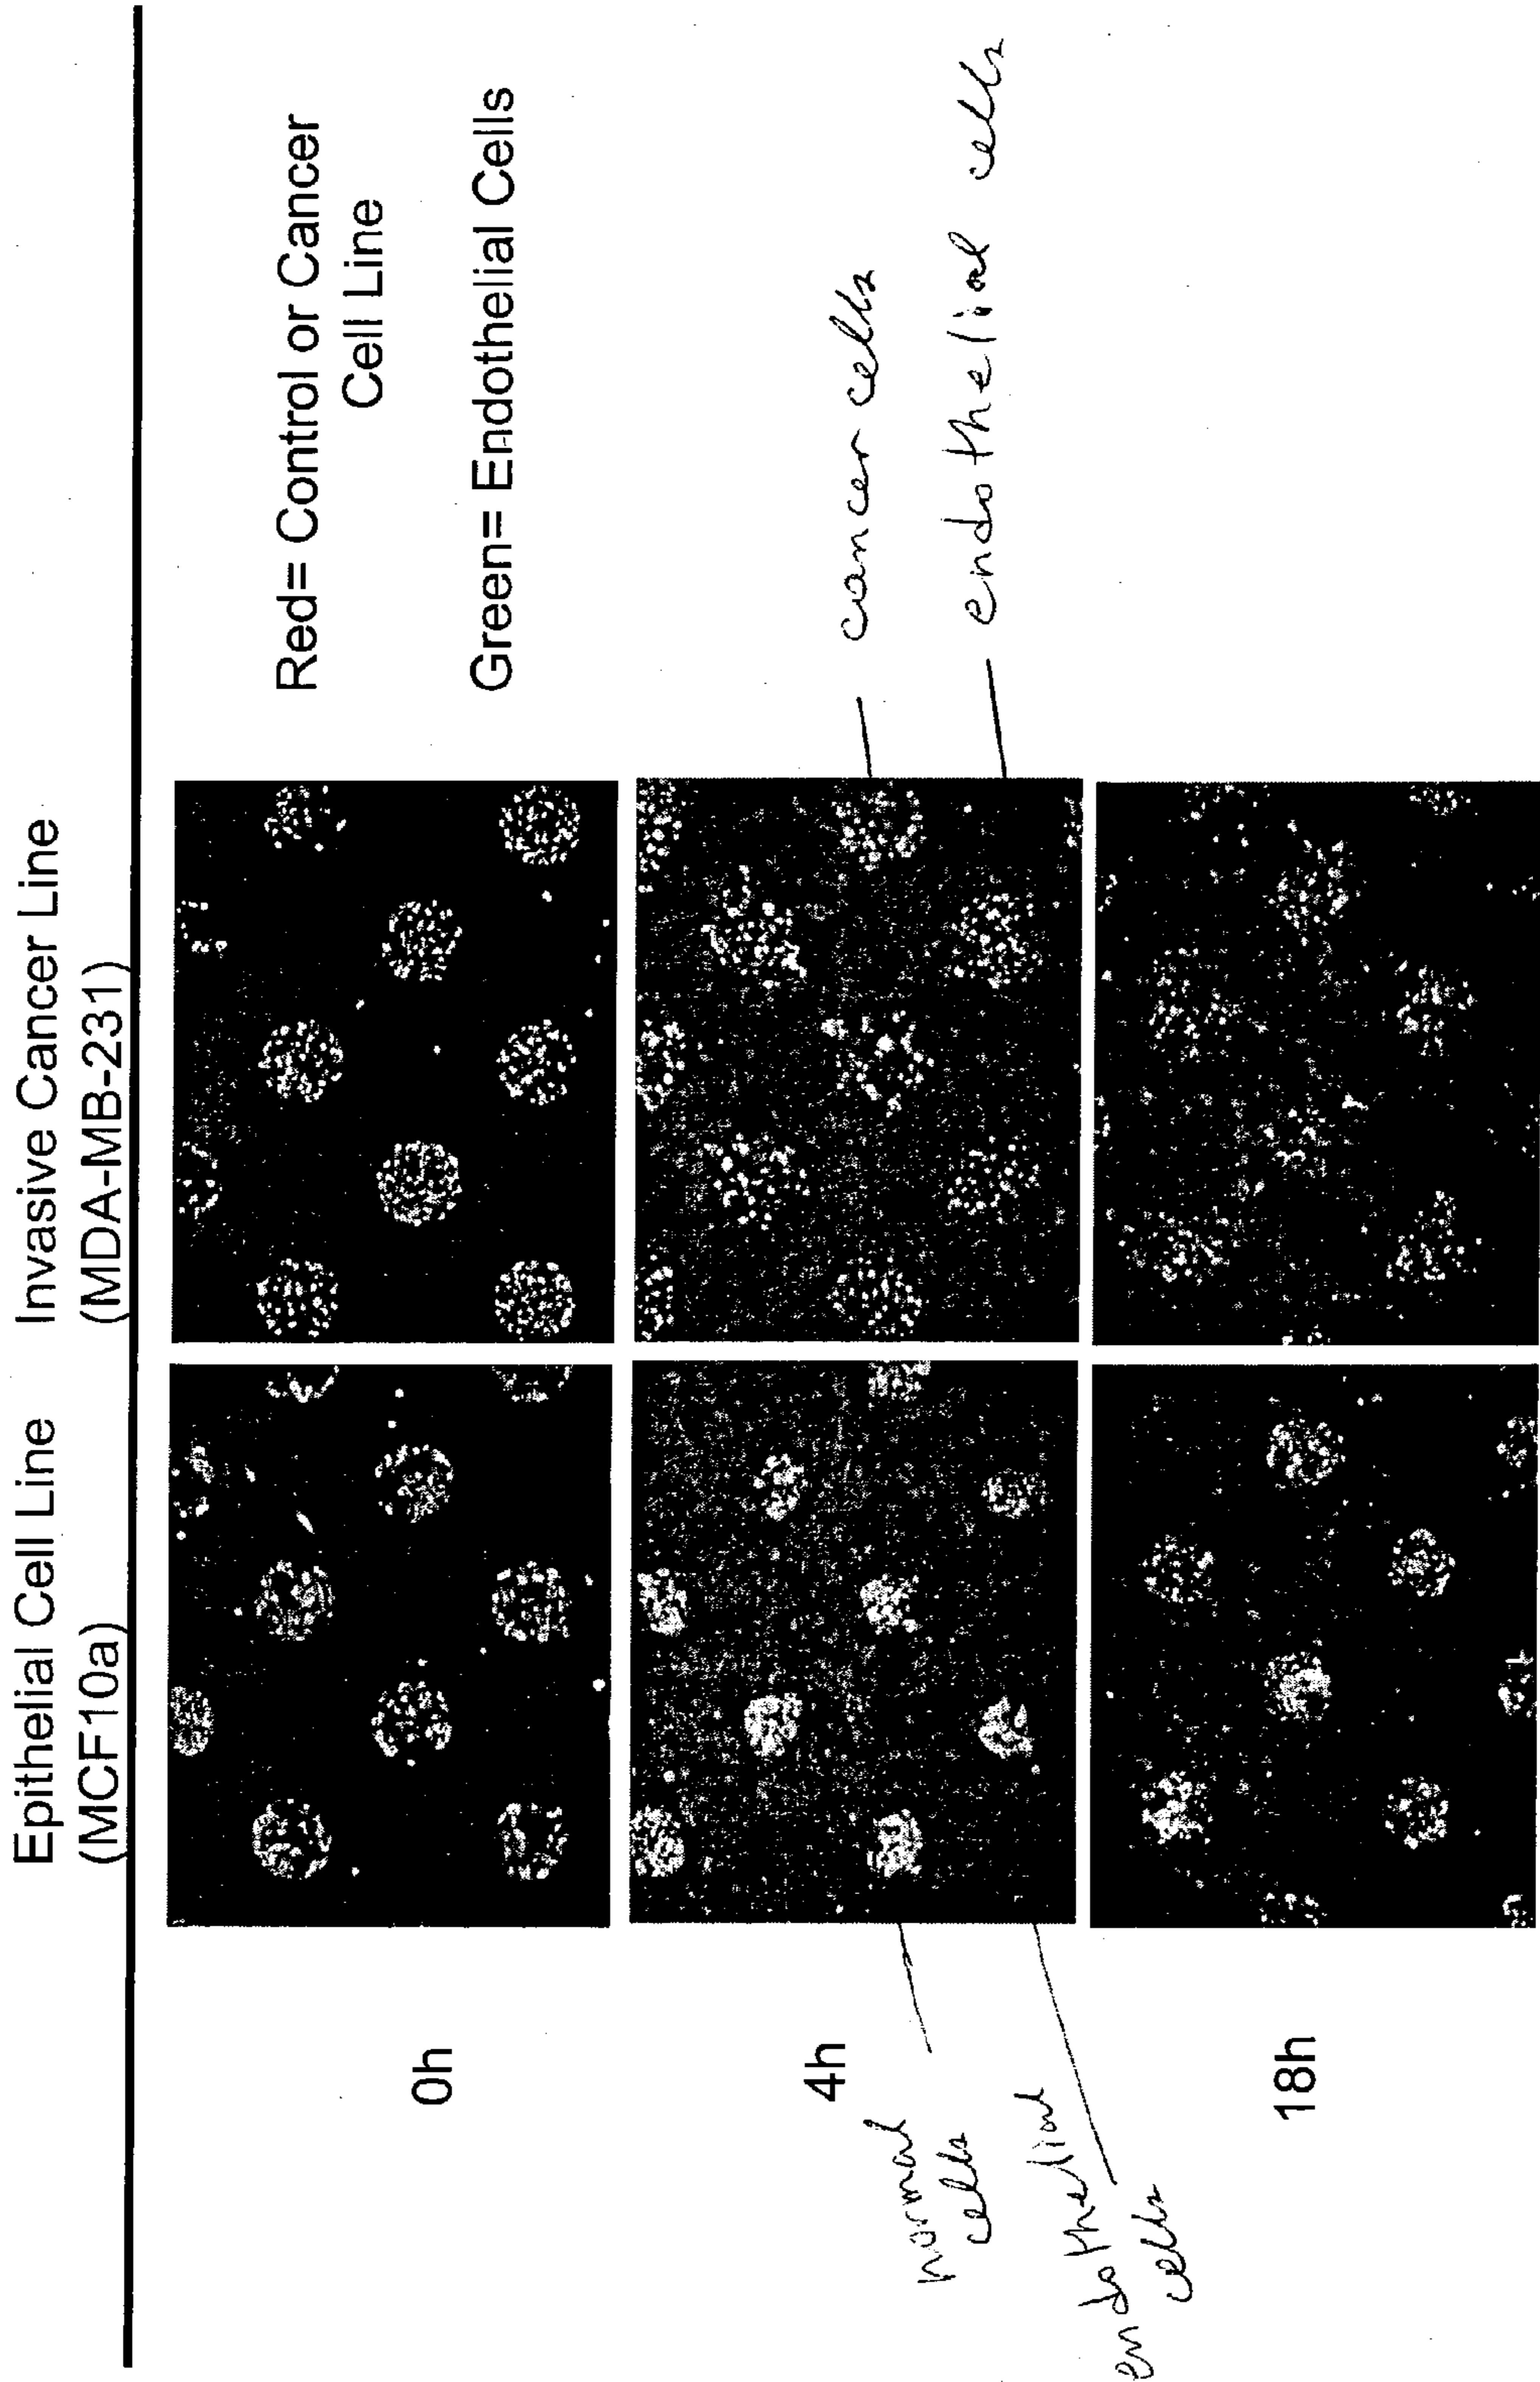 Epithelial Cell Line
(MCF10a)
Invasive Cancer Line
(MDA-MB-231)
Red= Control or Cancer
Cell Line
Green= Endothelial Cells
0h
4h
normal
cells
endothelial
cells
cancer cells
endothelial cells
18h